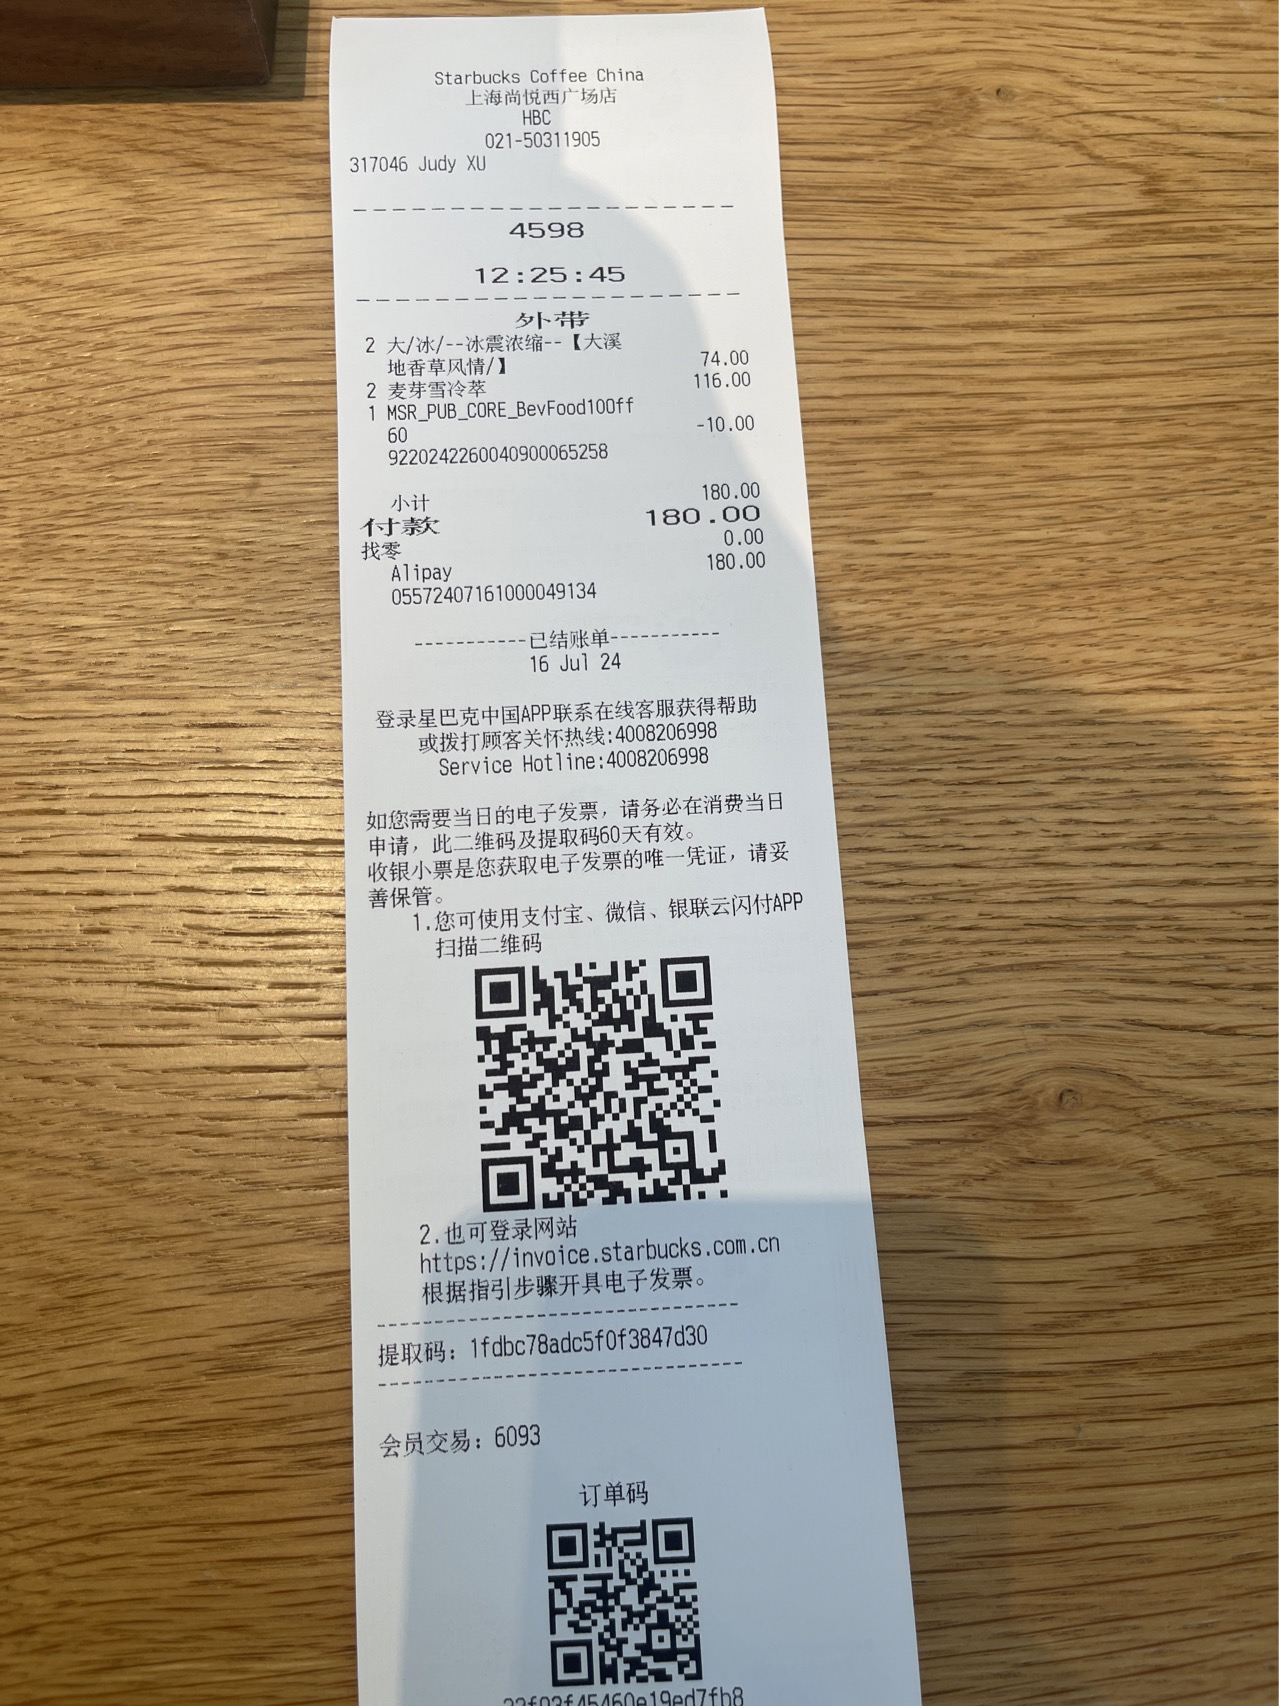 Starbucks Coffee China
上海尚悦西广场店
HBC
021-50311905
317046 Judy XU
4598
12:25:45
外带
2 大/冰/--冰震浓缩--【大溪
地香草风情/】 74.00
2 麦芽雪冷萃 116.00
1 MSR_PUB_CORE_BevFood10Off
60 -10.00
9220242260040900065258
小计 180.00
付款 180.00
找零 0.00
Alipay 180.00
05572407161000049134
-----------已结账单-----------
16 Jul 24
登录星巴克中国APP联系在线客服获得帮助
或拨打顾客关怀热线:4008206998
Service Hotline:4008206998
如您需要当日的电子发票，请务必在消费当日
申请，此二维码及提取码60天有效。
收银小票是您获取电子发票的唯一凭证，请妥
善保管。
1.您可使用支付宝、微信、银联云闪付APP
扫描二维码
2.也可登录网站
https://invoice.starbucks.com.cn
根据指引步骤开具电子发票。
提取码：1fdbc78adc5f0f3847d30
会员交易：6093
订单码